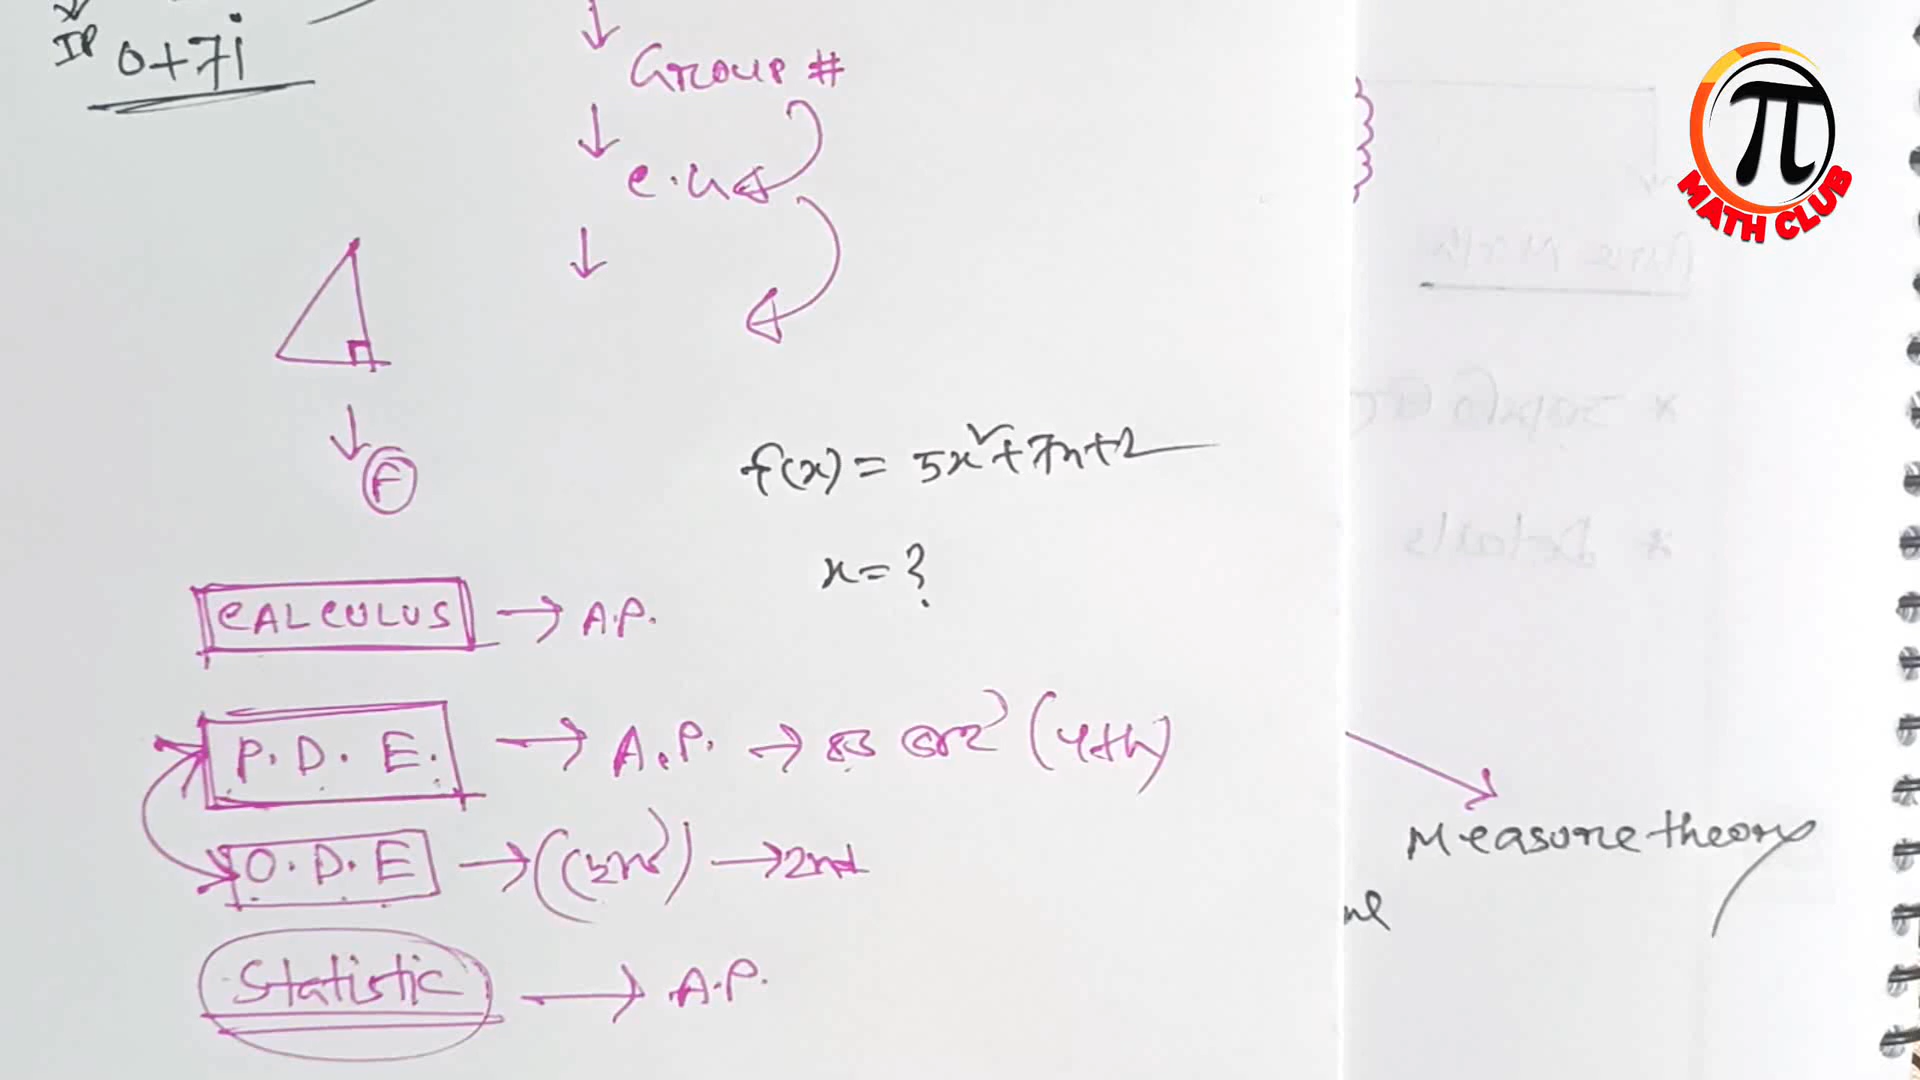 IP
0+7i
Group #
π
MATH CLUB
F
f(x) = 5x²+7x+2
x=?
CALCULUS → A.P.
P. D. E. → A.P. → (4th)
O. D. E → → 2nd
Statistic → A.P.
Measure theory